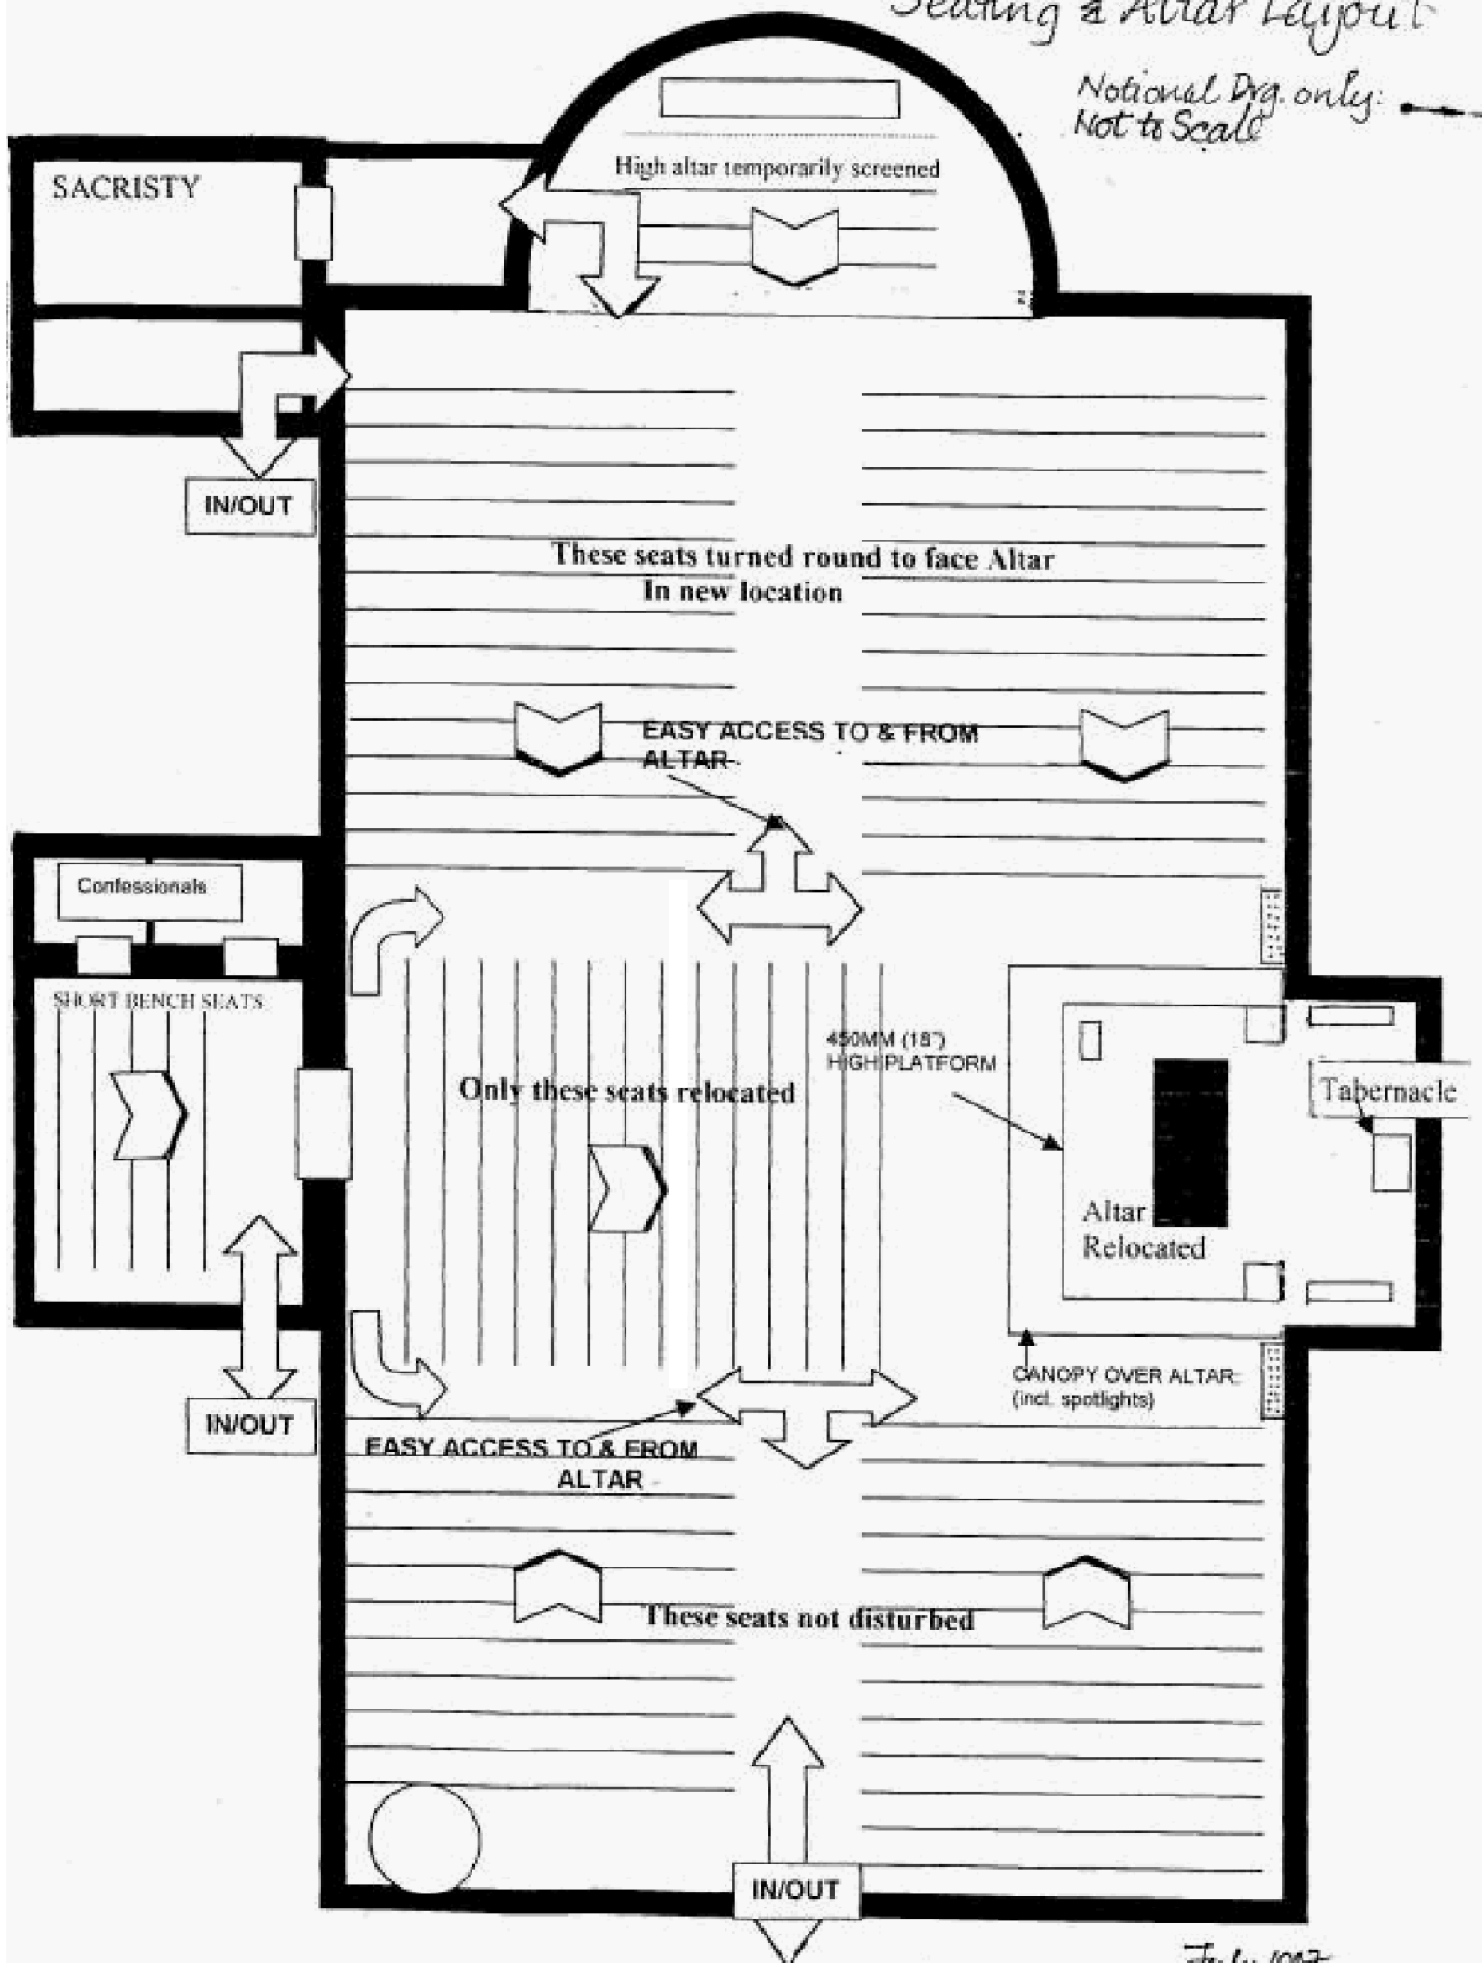 Seating & Altar Layout
Notional Drg. only:
Not to Scale
High altar temporarily screened
SACRISTY
IN/OUT
These seats turned round to face Altar
In new location
EASY ACCESS TO & FROM
ALTAR
Confessionals
SHORT BENCH SEATS
450MM (18")
HIGH PLATFORM
Only these seats relocated
Tabernacle
Altar
Relocated
CANOPY OVER ALTAR:
(incl. spotlights)
IN/OUT
EASY ACCESS TO & FROM
ALTAR
These seats not disturbed
IN/OUT